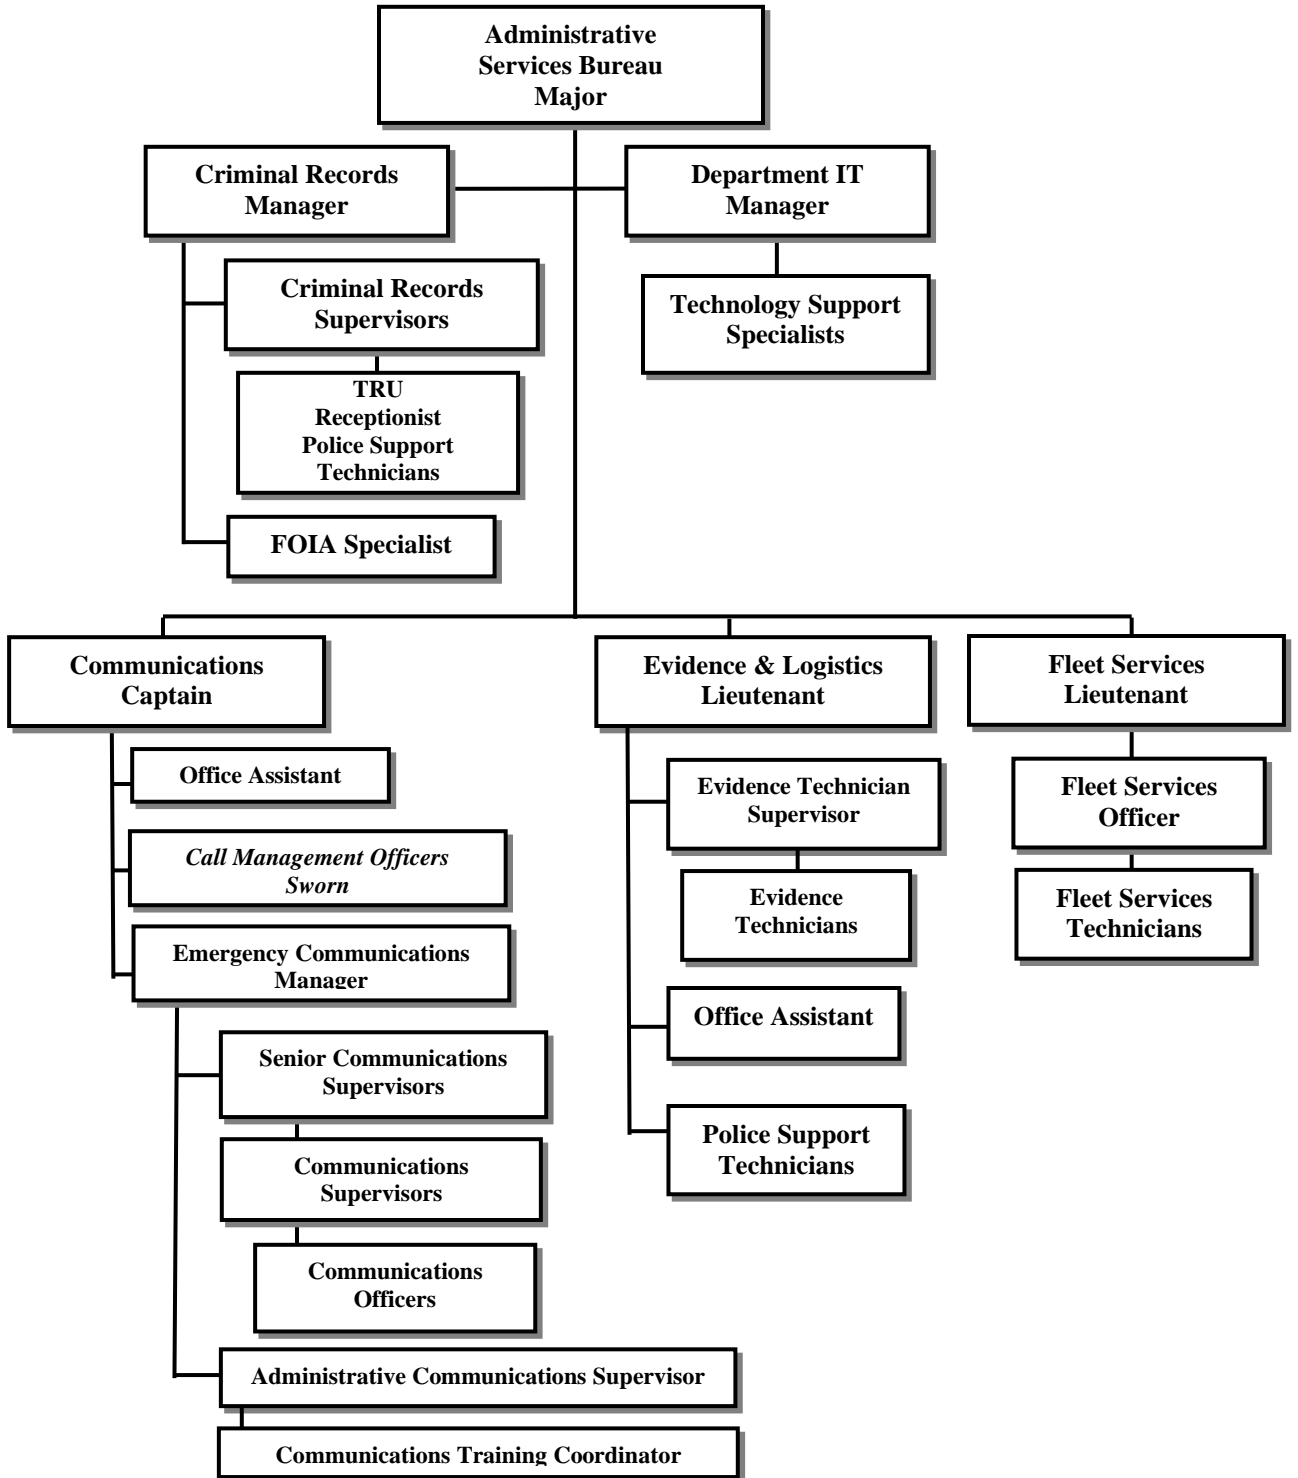 Administrative
Services Bureau
Major
Criminal Records
Manager
Department IT
Manager
Criminal Records
Supervisors
Technology Support
Specialists
TRU
Receptionist
Police Support
Technicians
FOIA Specialist
Communications
Captain
Evidence & Logistics
Lieutenant
Fleet Services
Lieutenant
Office Assistant
Call Management Officers
Sworn
Emergency Communications
Manager
Evidence Technician
Supervisor
Evidence
Technicians
Office Assistant
Police Support
Technicians
Fleet Services
Officer
Fleet Services
Technicians
Senior Communications
Supervisors
Communications
Supervisors
Communications
Officers
Administrative Communications Supervisor
Communications Training Coordinator